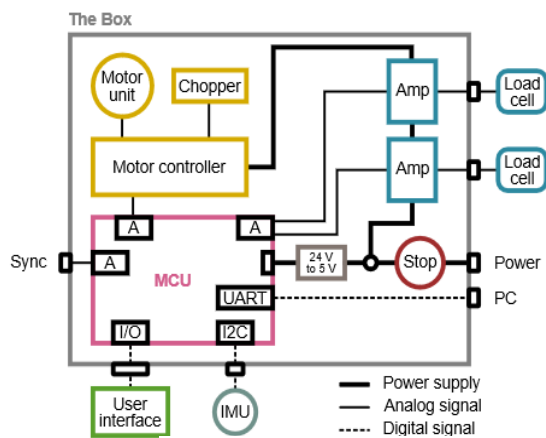 The Box
Motor
unit
Chopper
Amp
Load
cell
Motor controller
Amp
Load
cell
A
A
Sync
A
MCU
24 V
to 5 V
Stop
Power
UART
PC
I/O
I2C
User
interface
IMU
Power supply
Analog signal
Digital signal